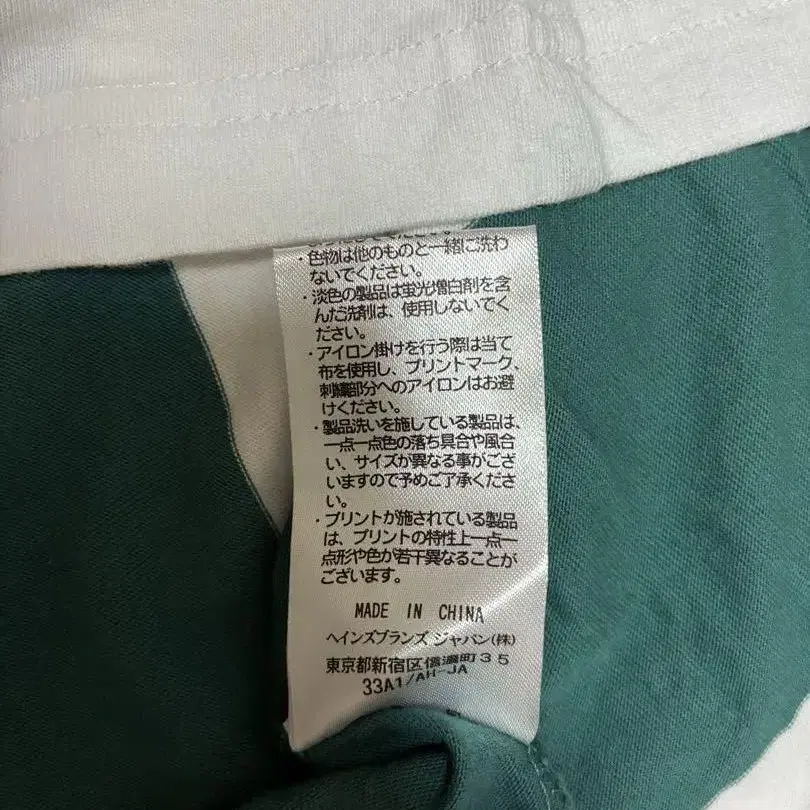 ・色物は他のものと一緒に洗わ
ないでください。
・淡色の製品は蛍光増白剤を含
んだ洗剤は、使用しないでく
ださい。
・アイロン掛けを行う際は当て
布を使用し、プリントマーク、
刺繍部分へのアイロンはお避
けください。
・製品洗いを施している製品は、
一点一点色の落ち具合や風合
い、サイズが異なる事がござ
いますので予めご了承くださ
い。
・プリントが施されている製品
は、プリントの特性上一点一
点形や色が若干異なることが
ございます。
MADE IN CHINA
ヘインズブランズ ジャパン(株)
東京都新宿区信濃町35
33A1/AH-JA